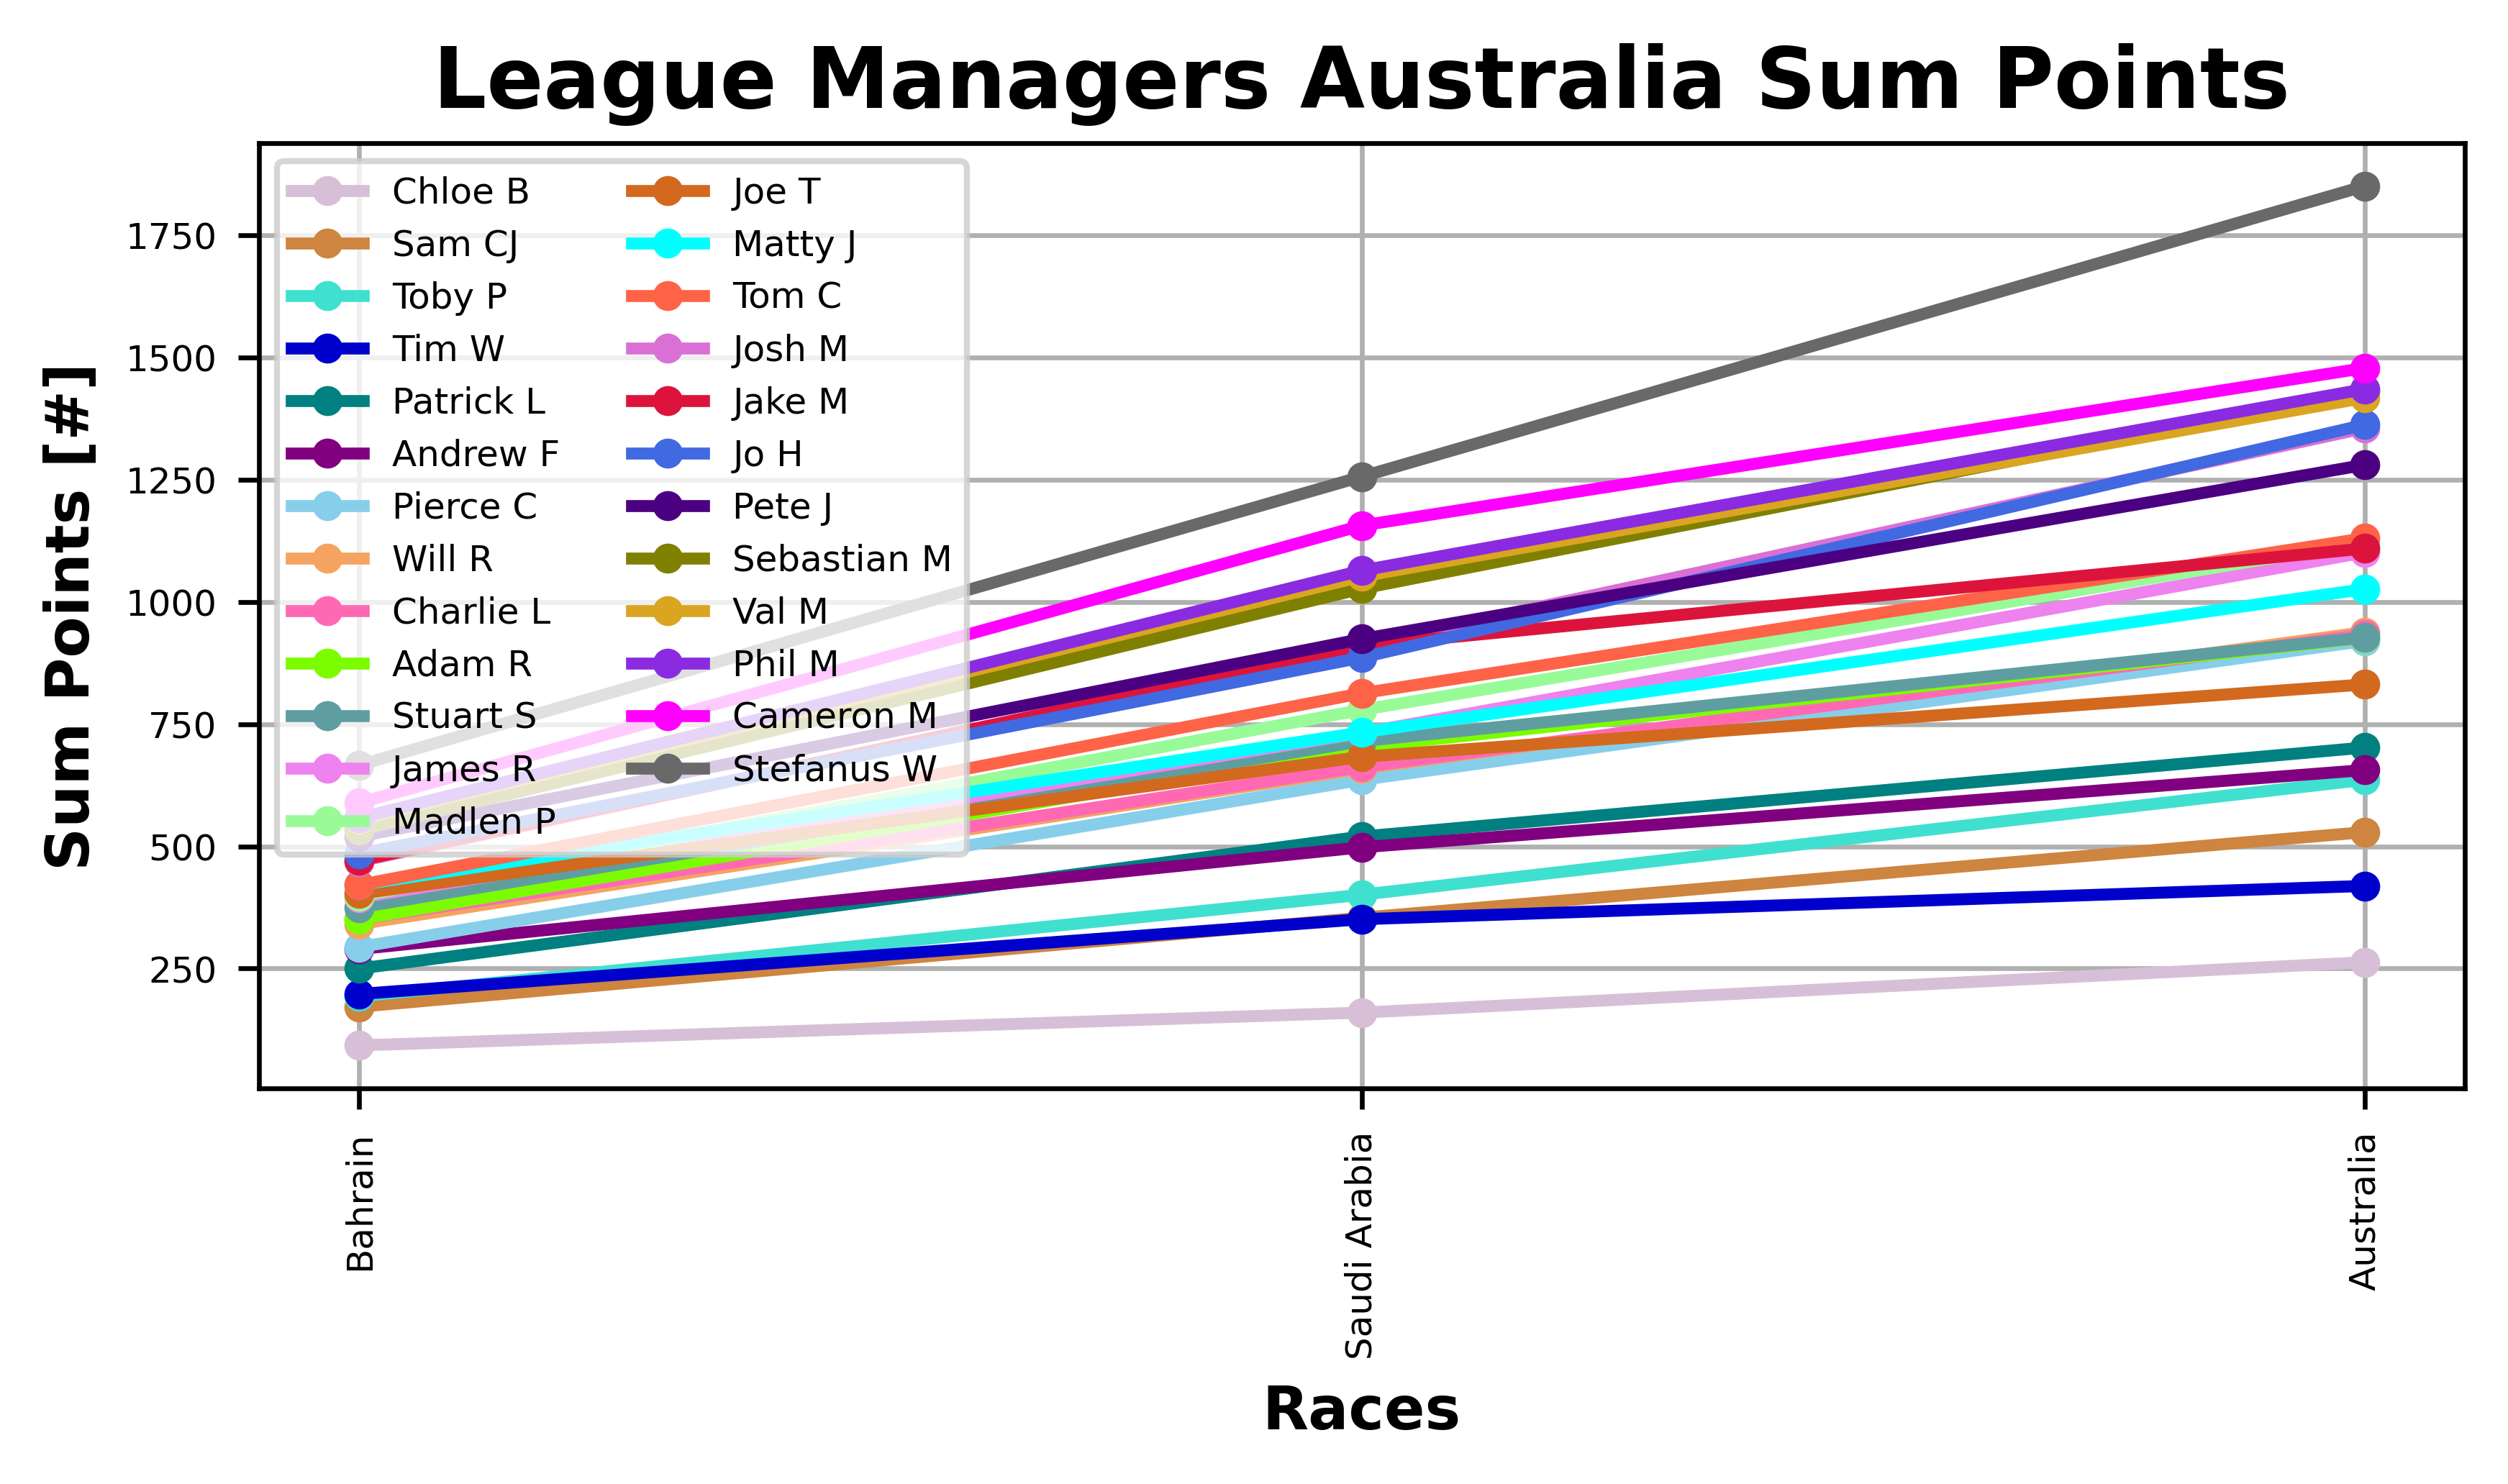 League Managers Australia Sum Points
Sum Points [#]
1750
1500
1250
1000
750
500
250
Chloe B
Sam CJ
Toby P
Tim W
Patrick L
Andrew F
Pierce C
Will R
Charlie L
Adam R
Stuart S
James R
Madlen P
Joe T
Matty J
Tom C
Josh M
Jake M
Jo H
Pete J
Sebastian M
Val M
Phil M
Cameron M
Stefanus W
Bahrain
Saudi Arabia
Australia
Races